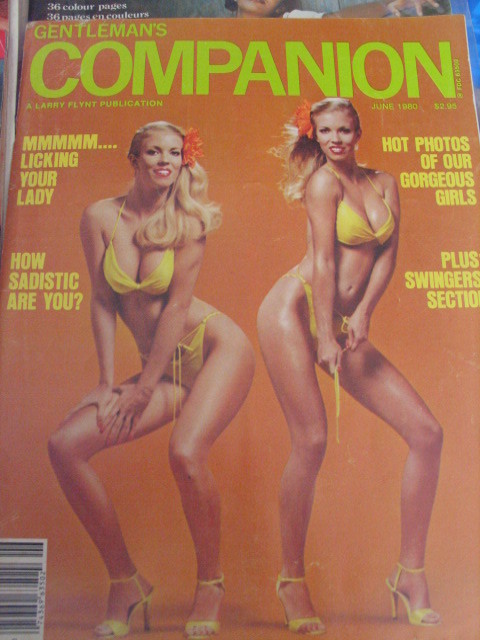 36 colour pages
36 pages en couleurs
GENTLEMAN'S
COMPANION
A LARRY FLYNT PUBLICATION
JUNE 1980 $2.95
MMMMM....
LICKING
YOUR
LADY
HOT PHOTOS
OF OUR
GORGEOUS
GIRLS
HOW
SADISTIC
ARE YOU?
PLUS
SWINGERS
SECTIO